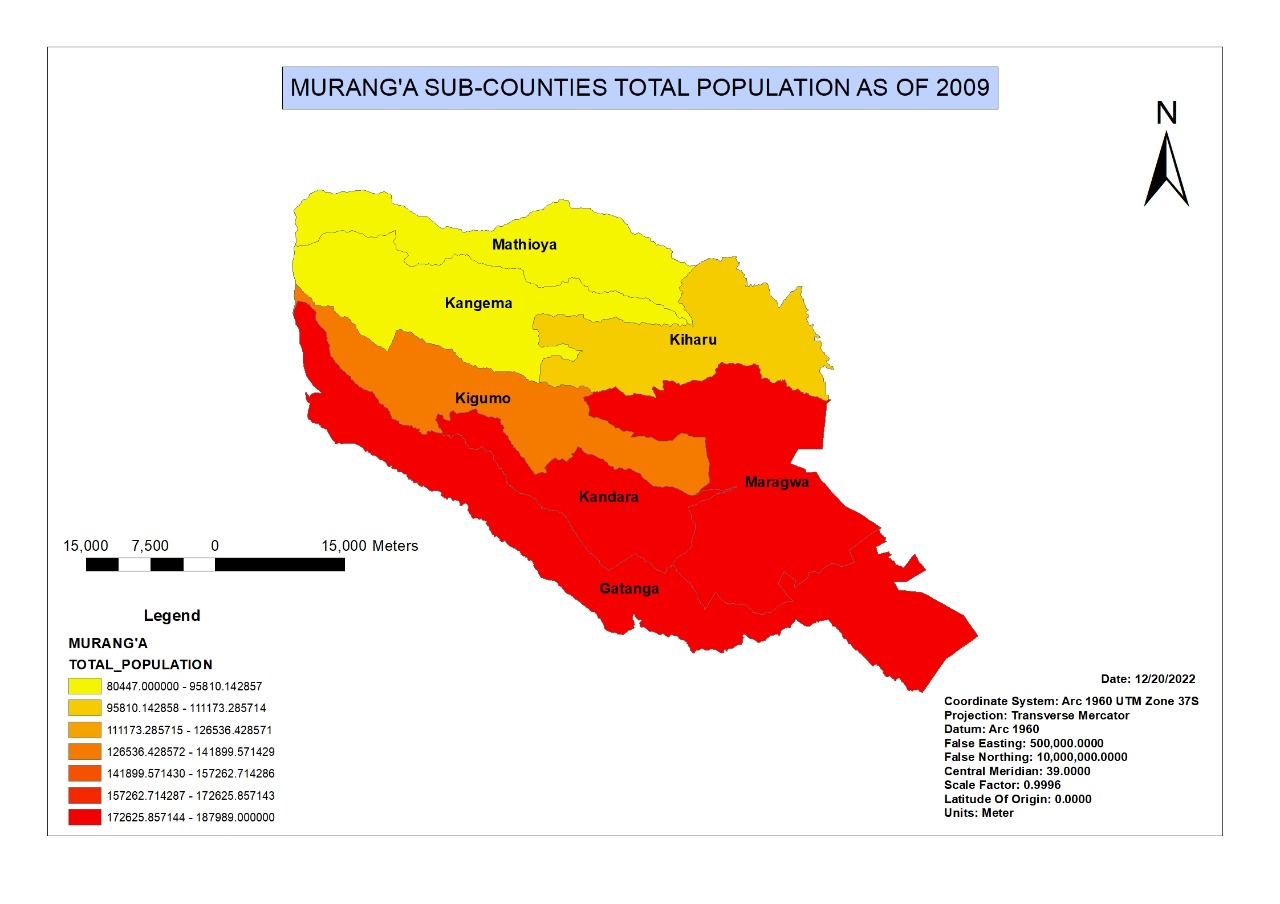 MURANG'A SUB-COUNTIES TOTAL POPULATION AS OF 2009
N
Mathioya
Kangema
Kiharu
Kigumo
Maragwa
Kandara
Gatanga
15,000 7,500 0 15,000 Meters
Legend
MURANG'A
TOTAL_POPULATION
80447.000000 - 95810.142857
95810.142858 - 111173.285714
111173.285715 - 126536.428571
126536.428572 - 141899.571429
141899.571430 - 157262.714286
157262.714287 - 172625.857143
172625.857144 - 187989.000000
Date: 12/20/2022
Coordinate System: Arc 1960 UTM Zone 37S
Projection: Transverse Mercator
Datum: Arc 1960
False Easting: 500,000.0000
False Northing: 10,000,000.0000
Central Meridian: 39.0000
Scale Factor: 0.9996
Latitude Of Origin: 0.0000
Units: Meter